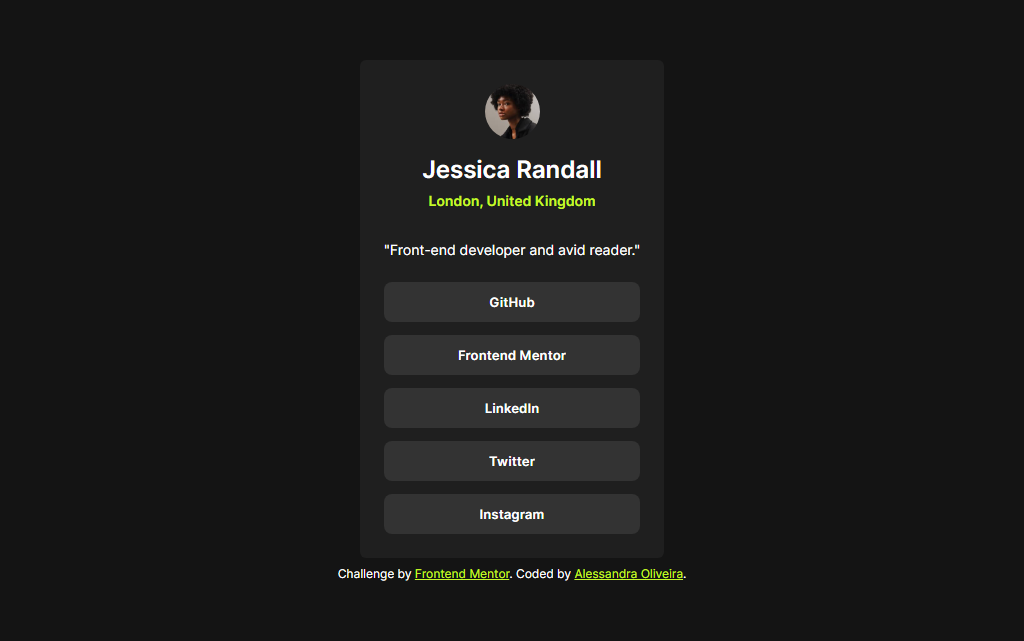 Jessica Randall
London, United Kingdom
"Front-end developer and avid reader."
GitHub
Frontend Mentor
LinkedIn
Twitter
Instagram
Challenge by Frontend Mentor. Coded by Alessandra Oliveira.